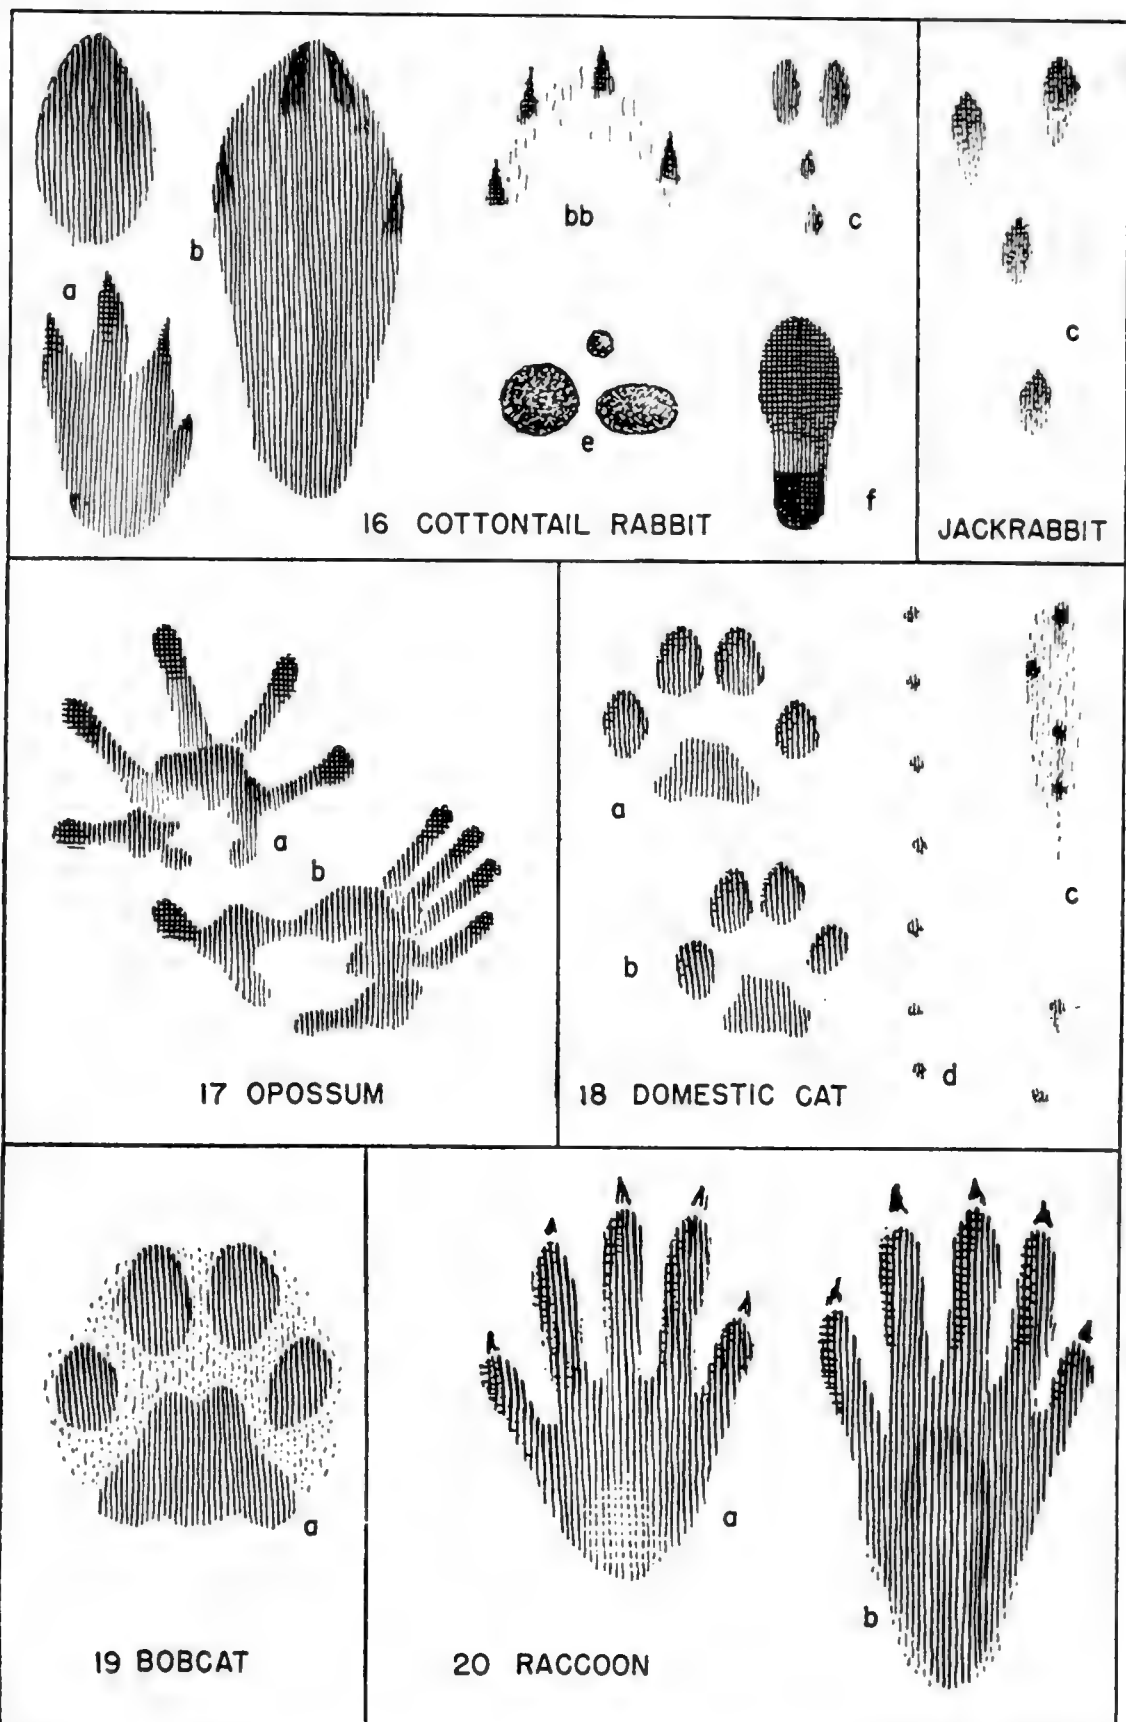 a
b
bb
c
e
f
16 COTTONTAIL RABBIT
c
JACKRABBIT
a
b
17 OPOSSUM
a
b
c
d
18 DOMESTIC CAT
a
19 BOBCAT
a
b
20 RACCOON